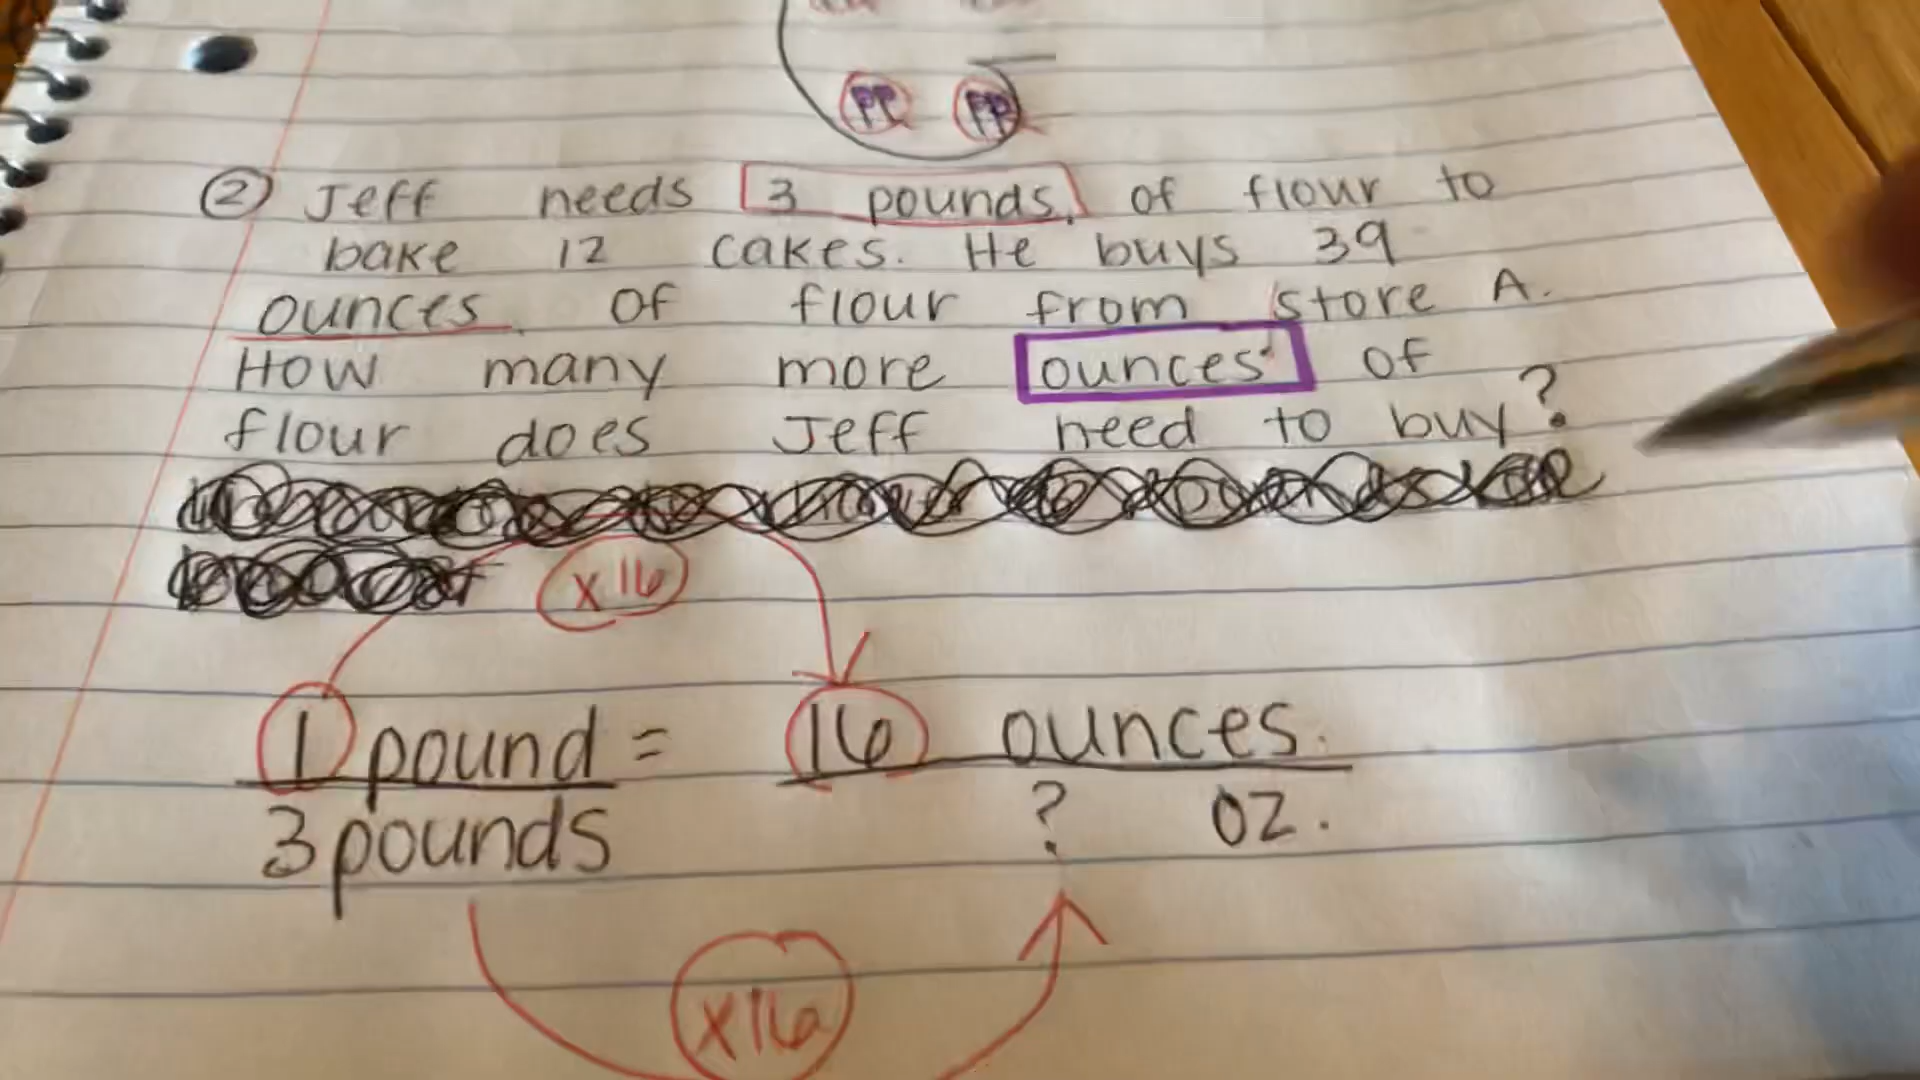 PP PP
② Jeff needs 3 pounds of flour to
bake 12 cakes. He buys 39
ounces of flour from store A.
How many more ounces of
flour does Jeff need to buy?
x16
1 pound = 16 ounces.
3 pounds ? oz.
x16